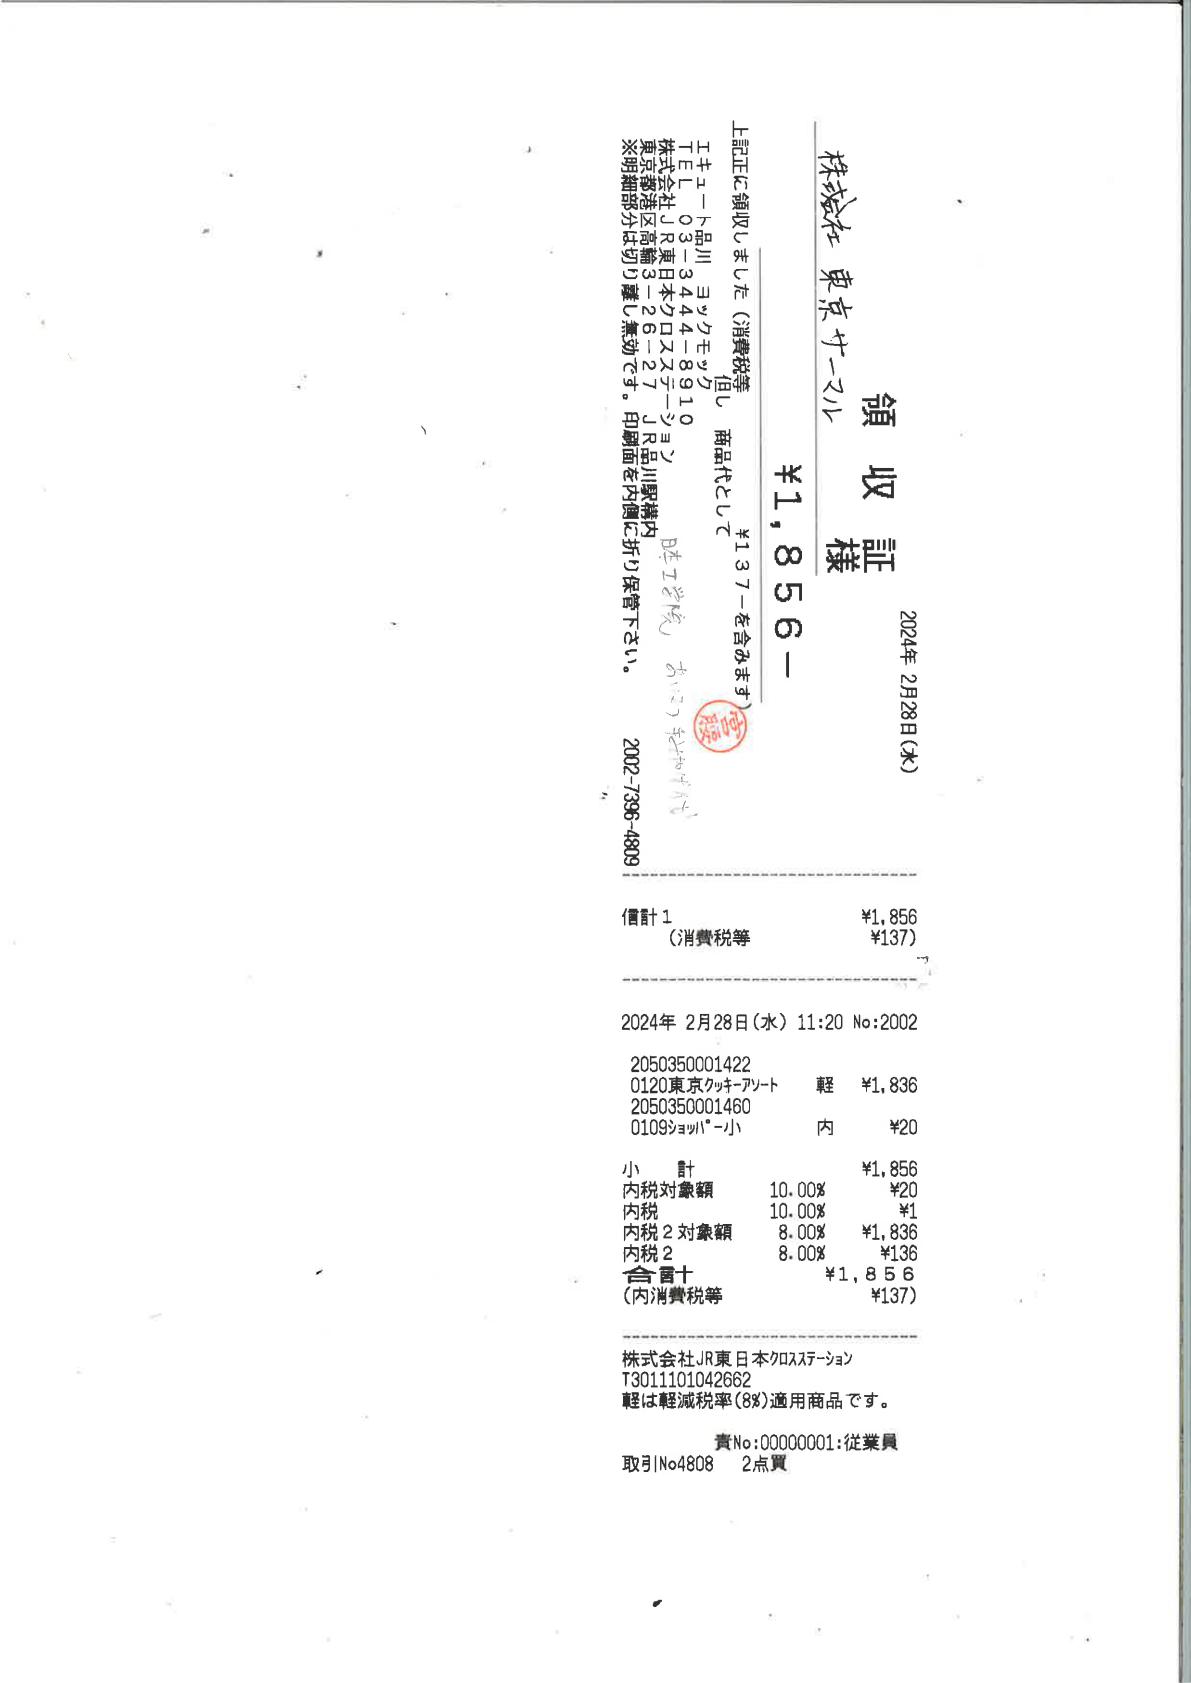 領 収 証
2024年 2月28日(水)
株式会社 東京サーマル 様
¥1,856－
上記正に領収しました(消費税等 ¥137－を含みます)
但し 商品代として
エキュート品川 ヨックモック
TEL 03－3444－8910
株式会社JR東日本クロスステーション
東京都港区高輪3－26－27 JR品川駅構内
※明細部分は切り離し無効です。印刷面を内側に折り保管下さい。
2002-7396-4809
日本工学院
信計1 ¥1,856
(消費税等 ¥137)
2024年 2月28日(水) 11:20 No:2002
2050350001422
0120東京クッキーアソート 軽 ¥1,836
2050350001460
0109ショッパー小 内 ¥20
小 計 ¥1,856
内税対象額 10.00% ¥20
内税 10.00% ¥1
内税2対象額 8.00% ¥1,836
内税2 8.00% ¥136
合計 ¥1,856
(内消費税等 ¥137)
株式会社JR東日本クロスステーション
T3011101042662
軽は軽減税率(8%)適用商品です。
責No:00000001:従業員
取引No4808 2点買